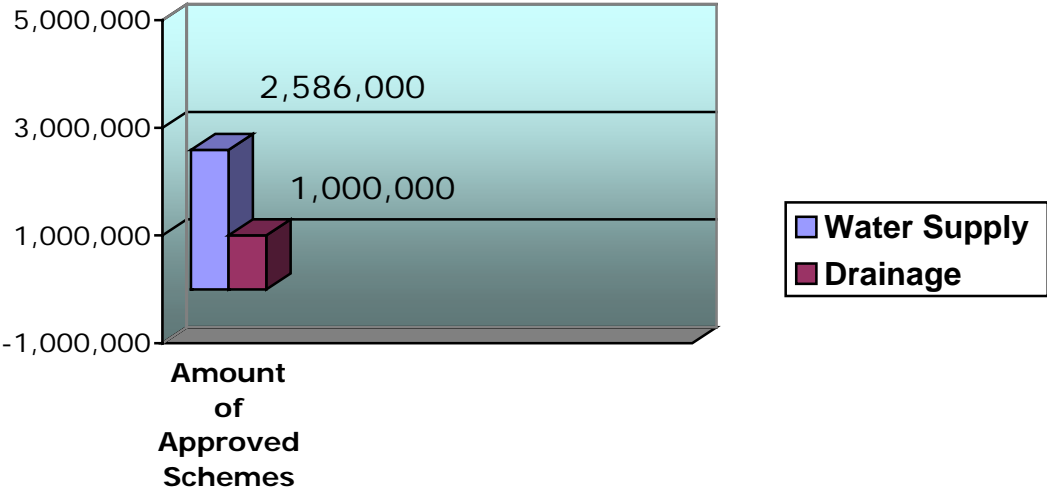 5,000,000
2,586,000
3,000,000
1,000,000
1,000,000
-1,000,000
Amount
of
Approved
Schemes
Water Supply
Drainage